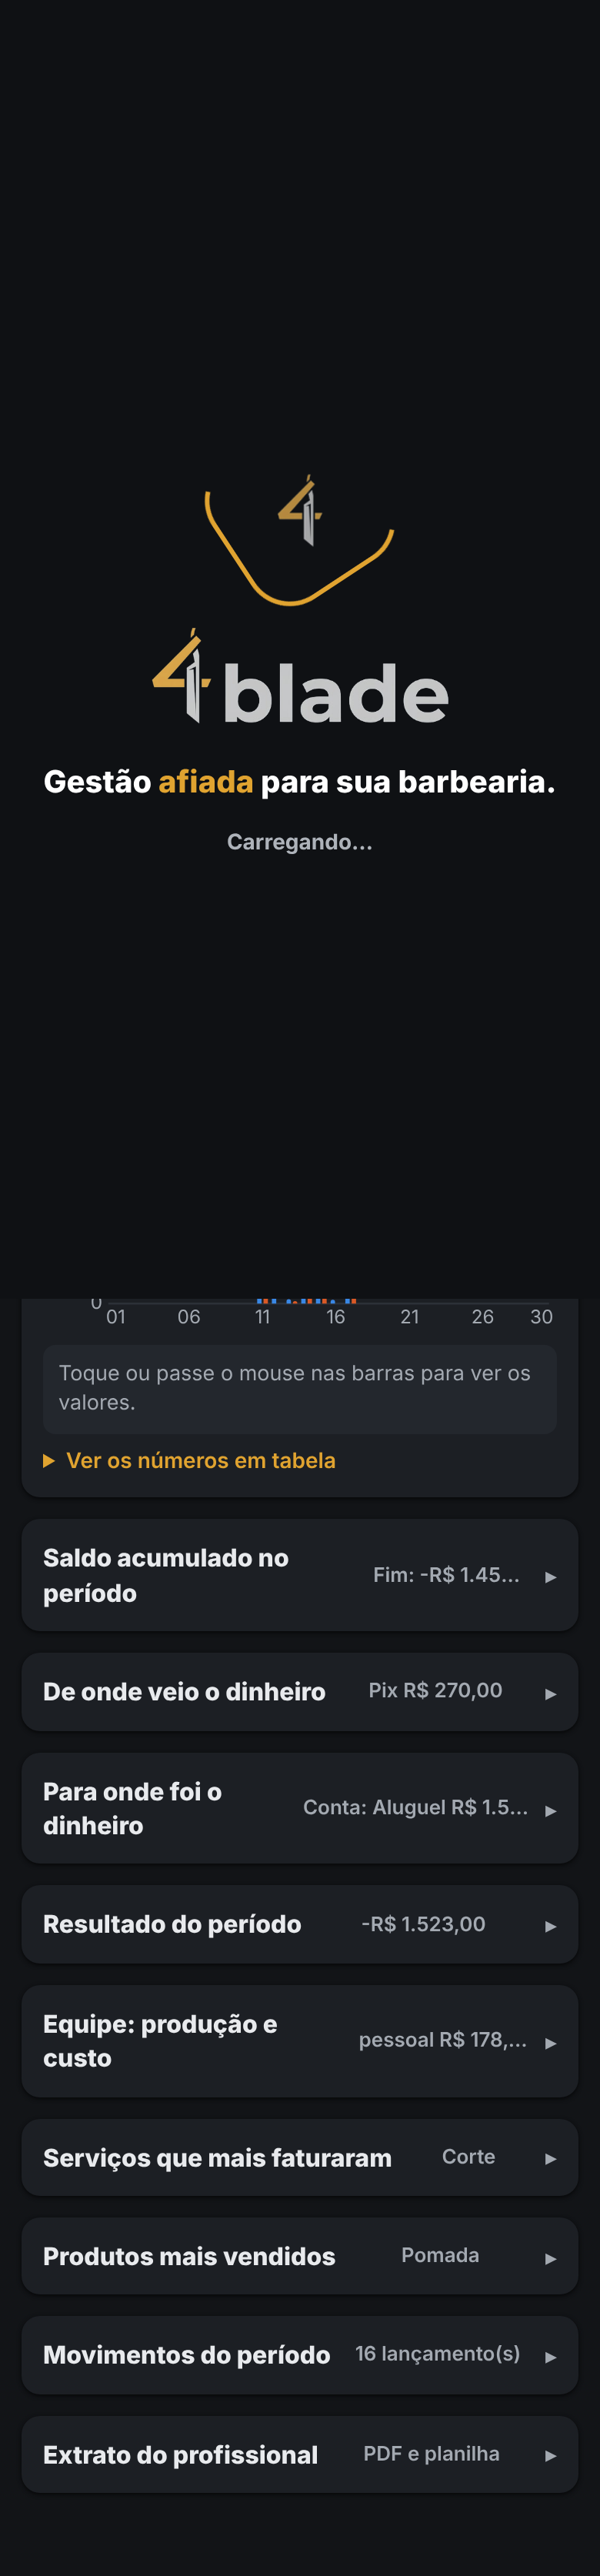 4
4blade
Gestão afiada para sua barbearia.
Carregando...
0
01 06 11 16 21 26 30
Toque ou passe o mouse nas barras para ver os
valores.
▶ Ver os números em tabela
Saldo acumulado no
período
Fim: -R$ 1.45... ▶
De onde veio o dinheiro Pix R$ 270,00 ▶
Para onde foi o
dinheiro
Conta: Aluguel R$ 1.5... ▶
Resultado do período -R$ 1.523,00 ▶
Equipe: produção e
custo
pessoal R$ 178,... ▶
Serviços que mais faturaram Corte ▶
Produtos mais vendidos Pomada ▶
Movimentos do período 16 lançamento(s) ▶
Extrato do profissional PDF e planilha ▶